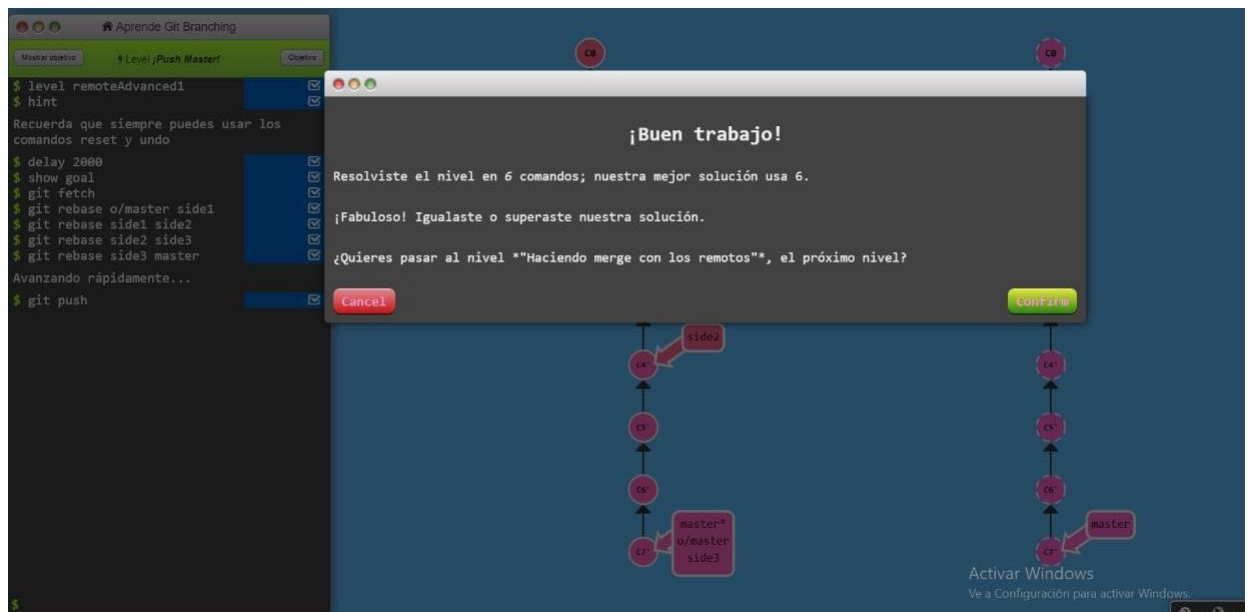 Aprende Git Branching
Mostrar objetivo
Level ¡Push Master!
Objetivo
$ level remoteAdvanced1
$ hint
Recuerda que siempre puedes usar los
comandos reset y undo
$ delay 2000
$ show goal
$ git fetch
$ git rebase o/master side1
$ git rebase side1 side2
$ git rebase side2 side3
$ git rebase side3 master
Avanzando rápidamente...
$ git push
$
c0
c0
¡Buen trabajo!
Resolviste el nivel en 6 comandos; nuestra mejor solución usa 6.
¡Fabuloso! Igualaste o superaste nuestra solución.
¿Quieres pasar al nivel *"Haciendo merge con los remotos"*, el próximo nivel?
Cancel
Confirm
side2
c4'
c4'
c5'
c5'
c6'
c6'
master*
o/master
side3
c7'
master
c7'
Activar Windows
Ve a Configuración para activar Windows.